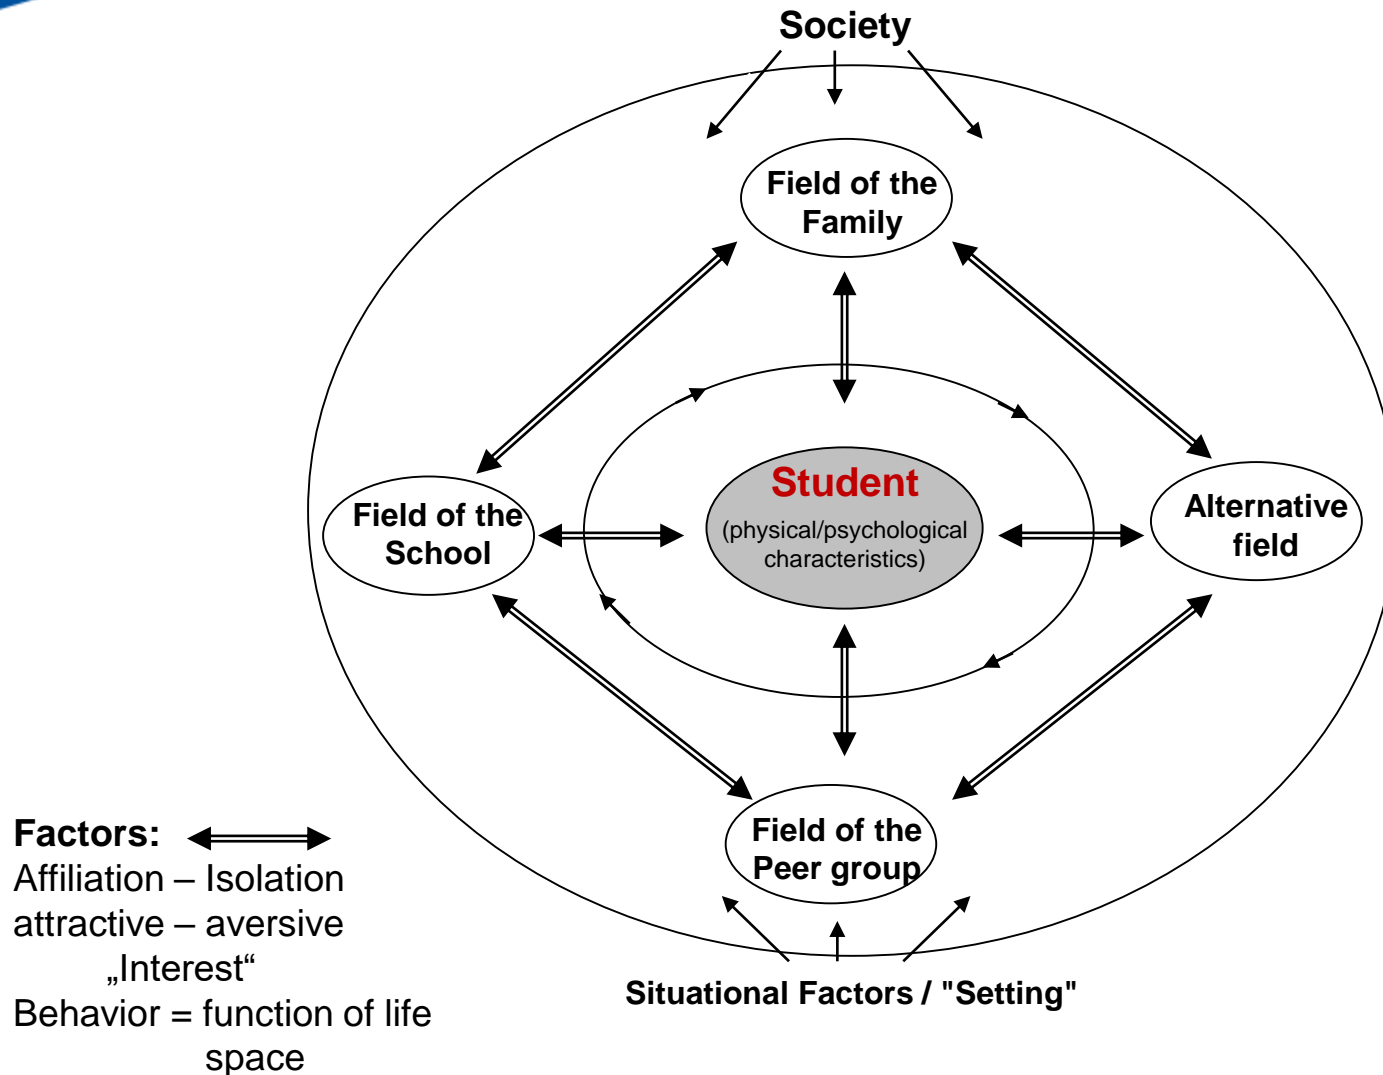 Society
Field of the
Family
Field of the
School
Student
(physical/psychological
characteristics)
Alternative
field
Field of the
Peer group
Situational Factors / "Setting"
Factors:
Affiliation – Isolation
attractive – aversive
„Interest“
Behavior = function of life
space